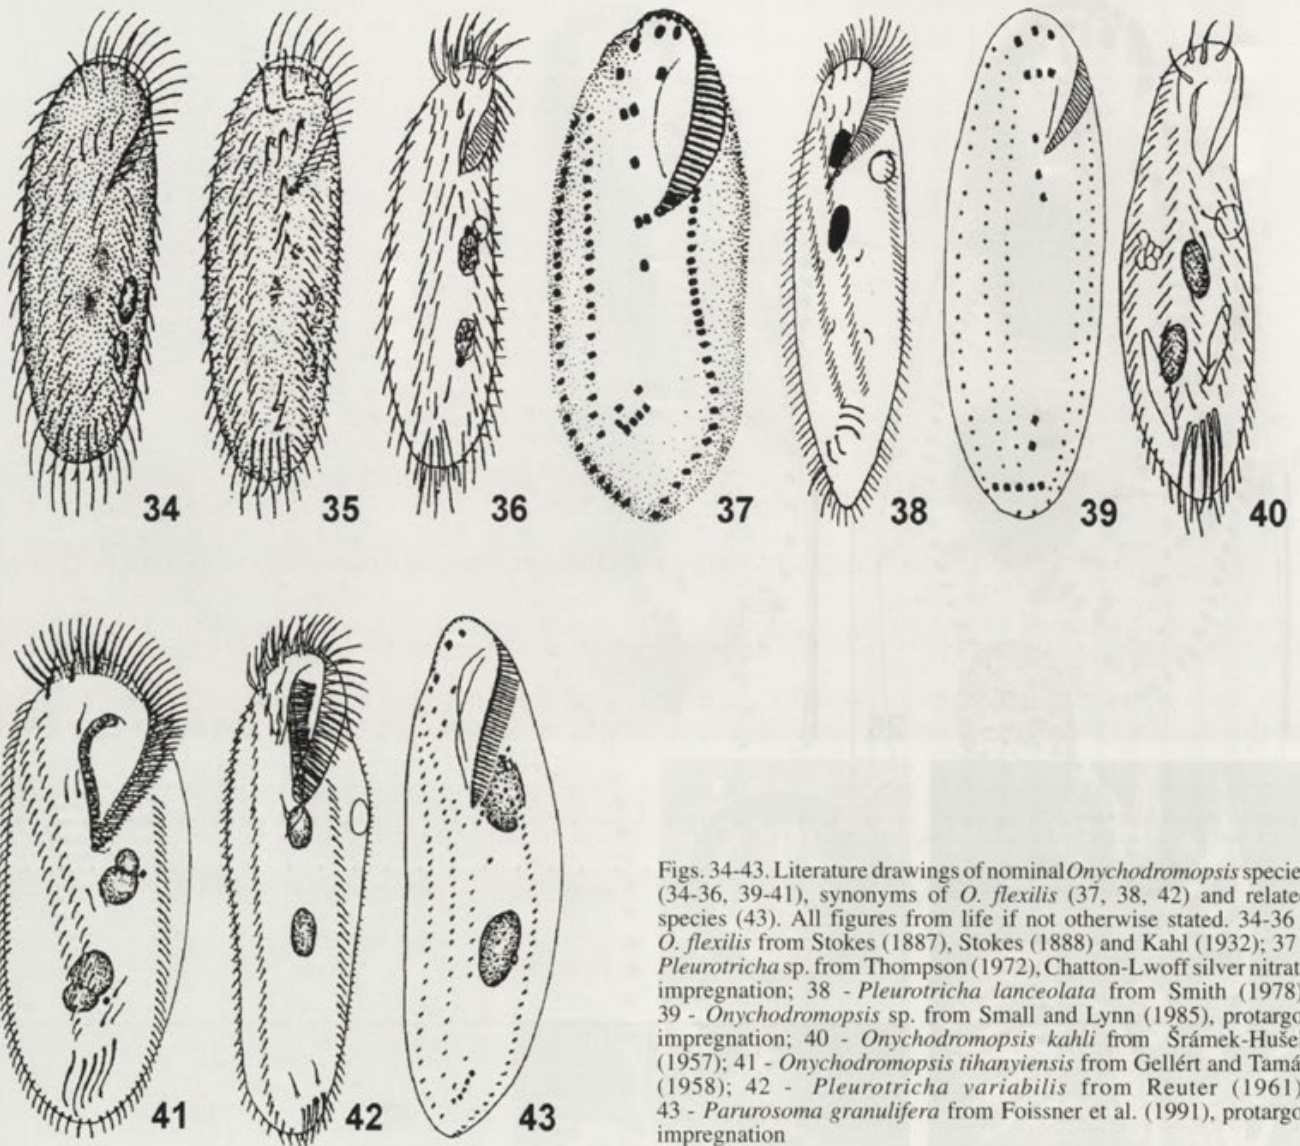 34
35
36
37
38
39
40
41
42
43
Figs. 34-43. Literature drawings of nominal Onychodromopsis specie
(34-36, 39-41), synonyms of O. flexilis (37, 38, 42) and relate
species (43). All figures from life if not otherwise stated. 34-36
O. flexilis from Stokes (1887), Stokes (1888) and Kahl (1932); 37
Pleurotricha sp. from Thompson (1972), Chatton-Lwoff silver nitrat
impregnation; 38 - Pleurotricha lanceolata from Smith (1978)
39 - Onychodromopsis sp. from Small and Lynn (1985), protargo
impregnation; 40 - Onychodromopsis kahli from Šrámek-Huše
(1957); 41 - Onychodromopsis tihanyiensis from Gellért and Tamá
(1958); 42 - Pleurotricha variabilis from Reuter (1961)
43 - Parurosoma granulifera from Foissner et al. (1991), protargo
impregnation